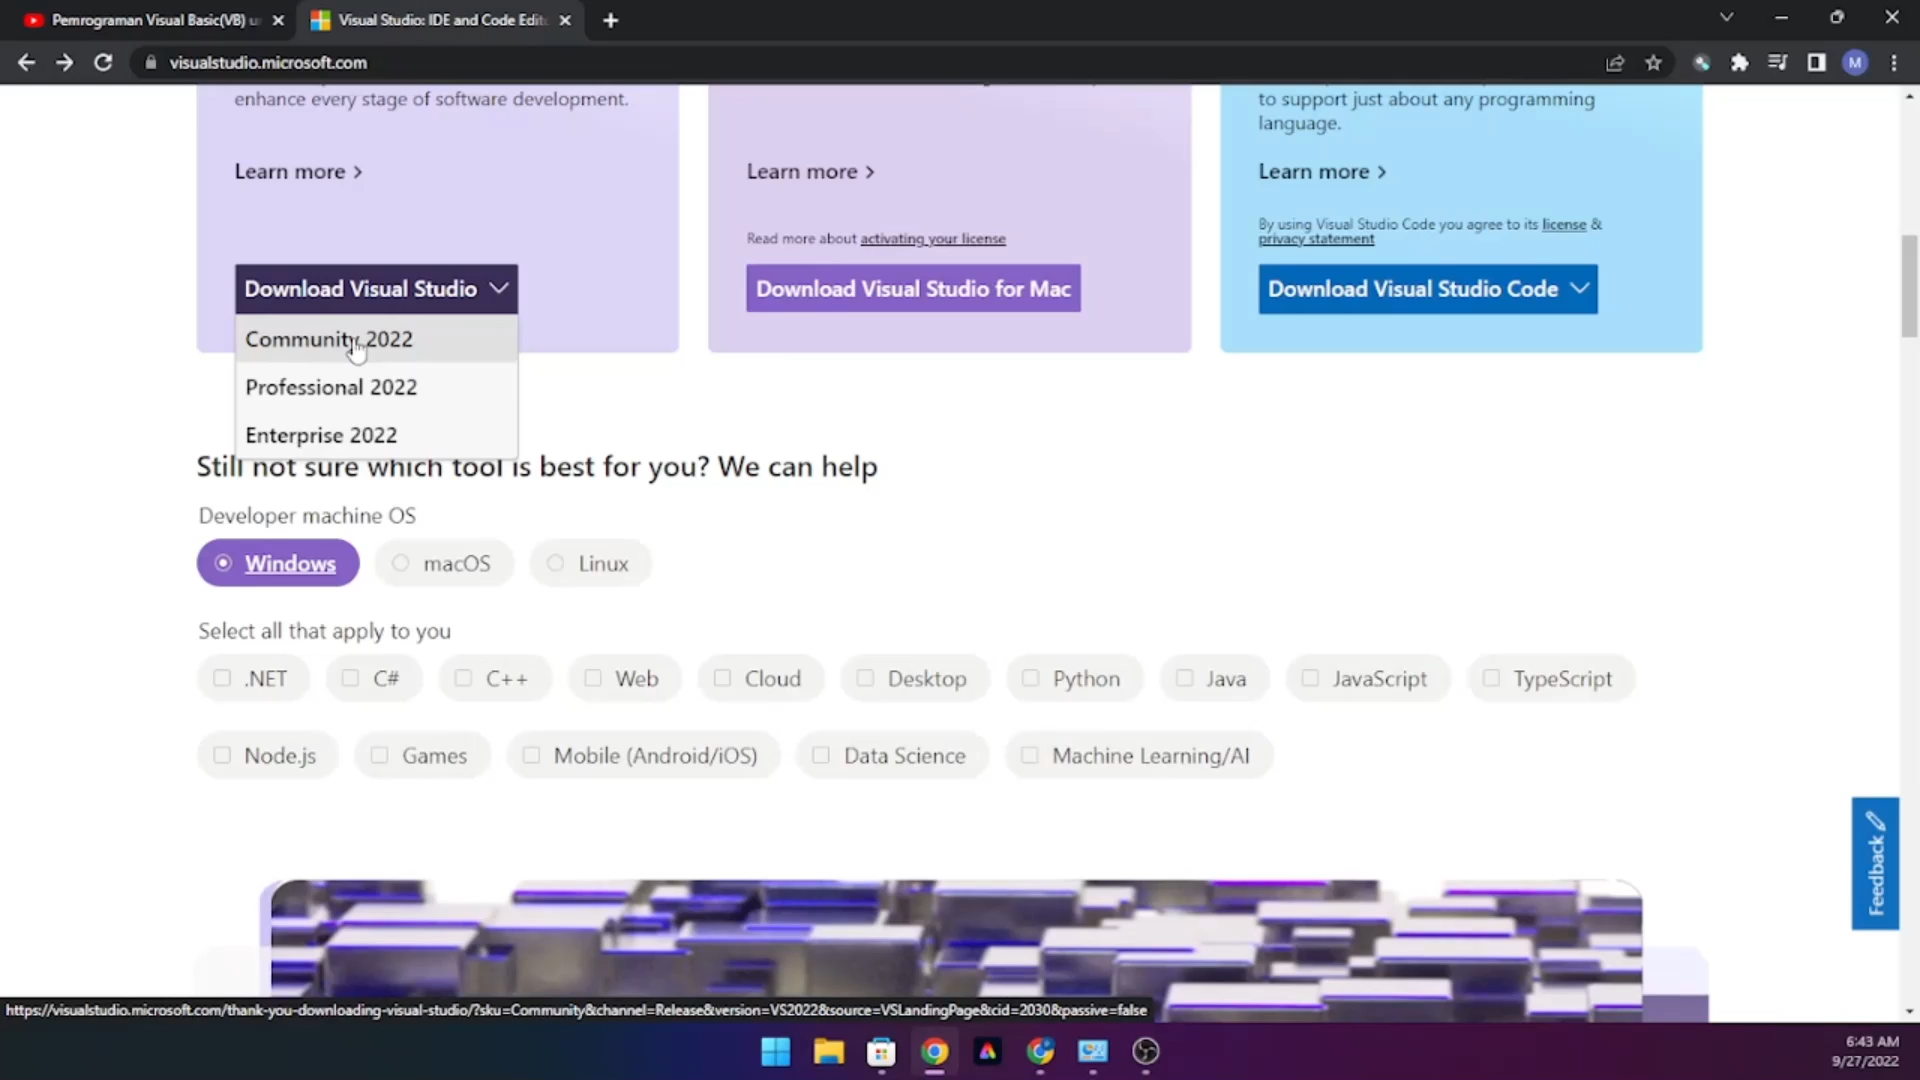 Pemrograman Visual Basic(VB) u
Visual Studio: IDE and Code Edit
visualstudio.microsoft.com
M
enhance every stage of software development.
Learn more >
Download Visual Studio
Community 2022
Professional 2022
Enterprise 2022
Learn more >
Read more about activating your license
Download Visual Studio for Mac
to support just about any programming
language.
Learn more >
By using Visual Studio Code you agree to its license &
privacy statement
Download Visual Studio Code
Still not sure which tool is best for you? We can help
Developer machine OS
Windows
macOS
Linux
Select all that apply to you
.NET
C#
C++
Web
Cloud
Desktop
Python
Java
JavaScript
TypeScript
Node.js
Games
Mobile (Android/iOS)
Data Science
Machine Learning/AI
Feedback
https://visualstudio.microsoft.com/thank-you-downloading-visual-studio/?sku=Community&channel=Release&version=VS2022&source=VSLandingPage&cid=2030&passive=false
6:43 AM
9/27/2022